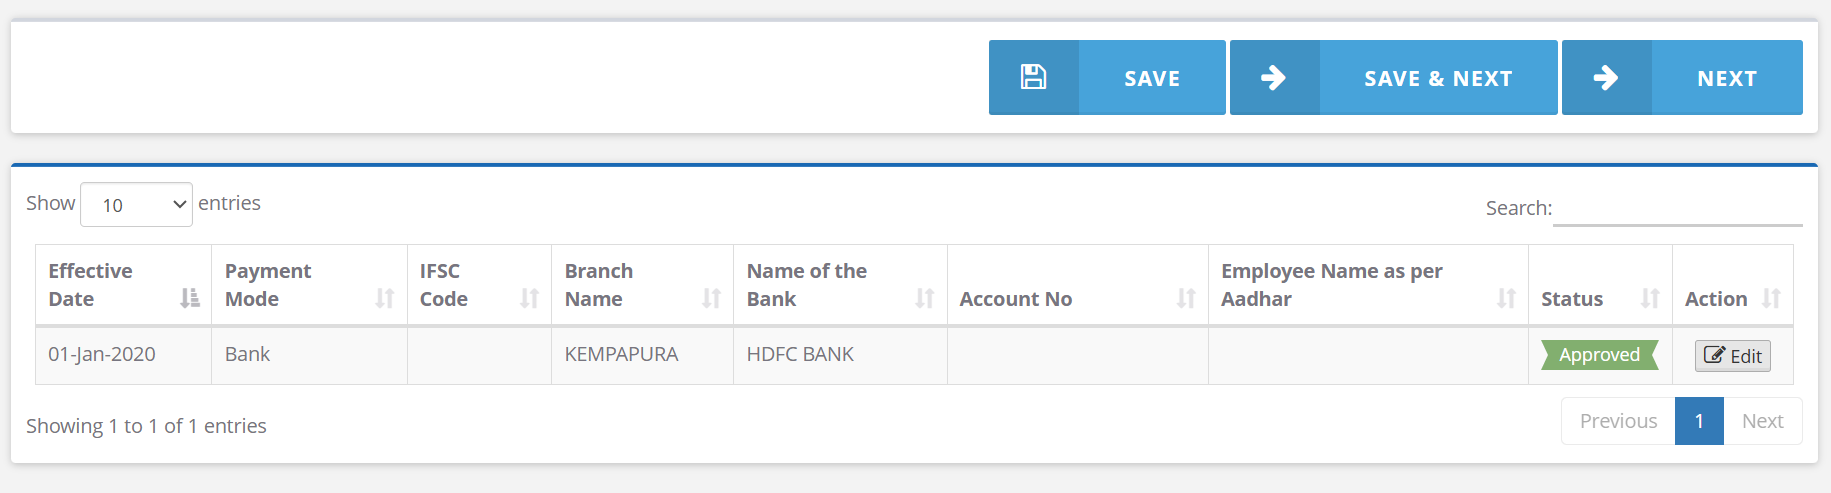 SAVE SAVE & NEXT NEXT
Show 10 entries
Search:
Effective Date Payment Mode IFSC Code Branch Name Name of the Bank Account No Employee Name as per Aadhar Status Action
01-Jan-2020 Bank KEMPAPURA HDFC BANK Approved Edit
Showing 1 to 1 of 1 entries
Previous 1 Next